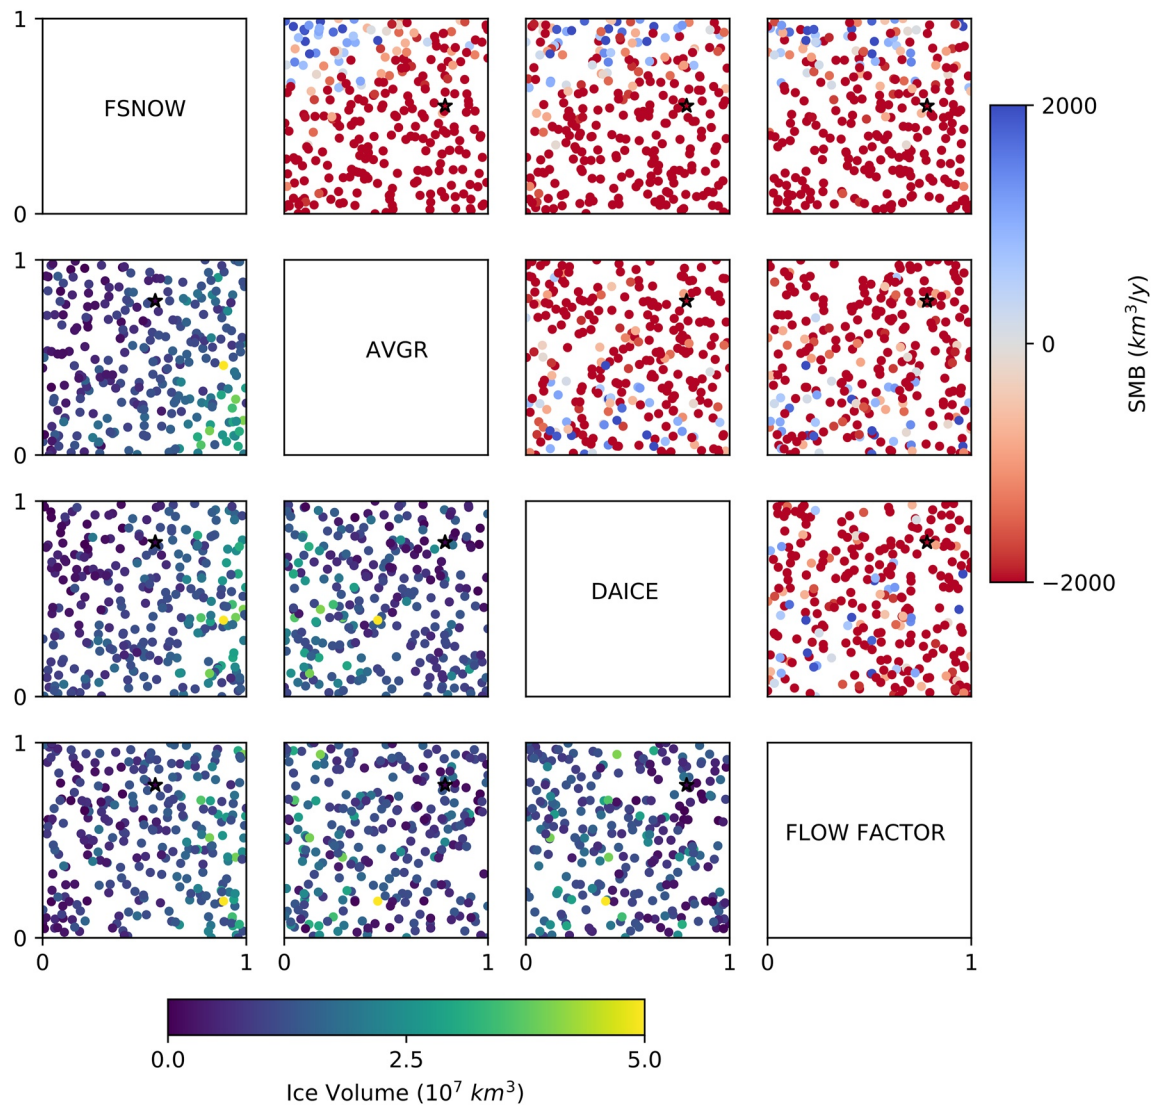 1
FSNOW
0
2000
1
AVGR
0
0
SMB (km³/y)
1
DAICE
−2000
0
1
FLOW FACTOR
0
0 1 0 1 0 1 0 1
0.0 2.5 5.0
Ice Volume (10⁷ km³)